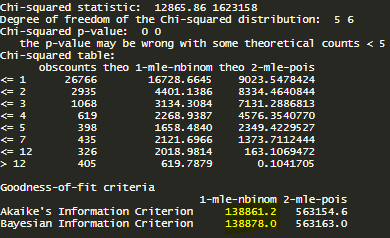 Chi-squared statistic:  12865.86 1623158
Degree of freedom of the Chi-squared distribution:  5 6
Chi-squared p-value:  0 0
   the p-value may be wrong with some theoretical counts < 5
Chi-squared table:
      obscounts theo 1-mle-nbinom theo 2-mle-pois
<= 1      26766        16728.6645    9023.5478424
<= 2       2935         4401.1386    8334.4640844
<= 3       1068         3134.3084    7131.2886813
<= 4        619         2268.9387    4576.3540770
<= 5        398         1658.4840    2349.4229527
<= 7        435         2121.6966    1373.7112444
<= 12       326         2018.9814     163.1069472
> 12        405          619.7879       0.1041705
Goodness-of-fit criteria
                               1-mle-nbinom 2-mle-pois
Akaike's Information Criterion     138861.2   563154.6
Bayesian Information Criterion     138878.0   563163.0